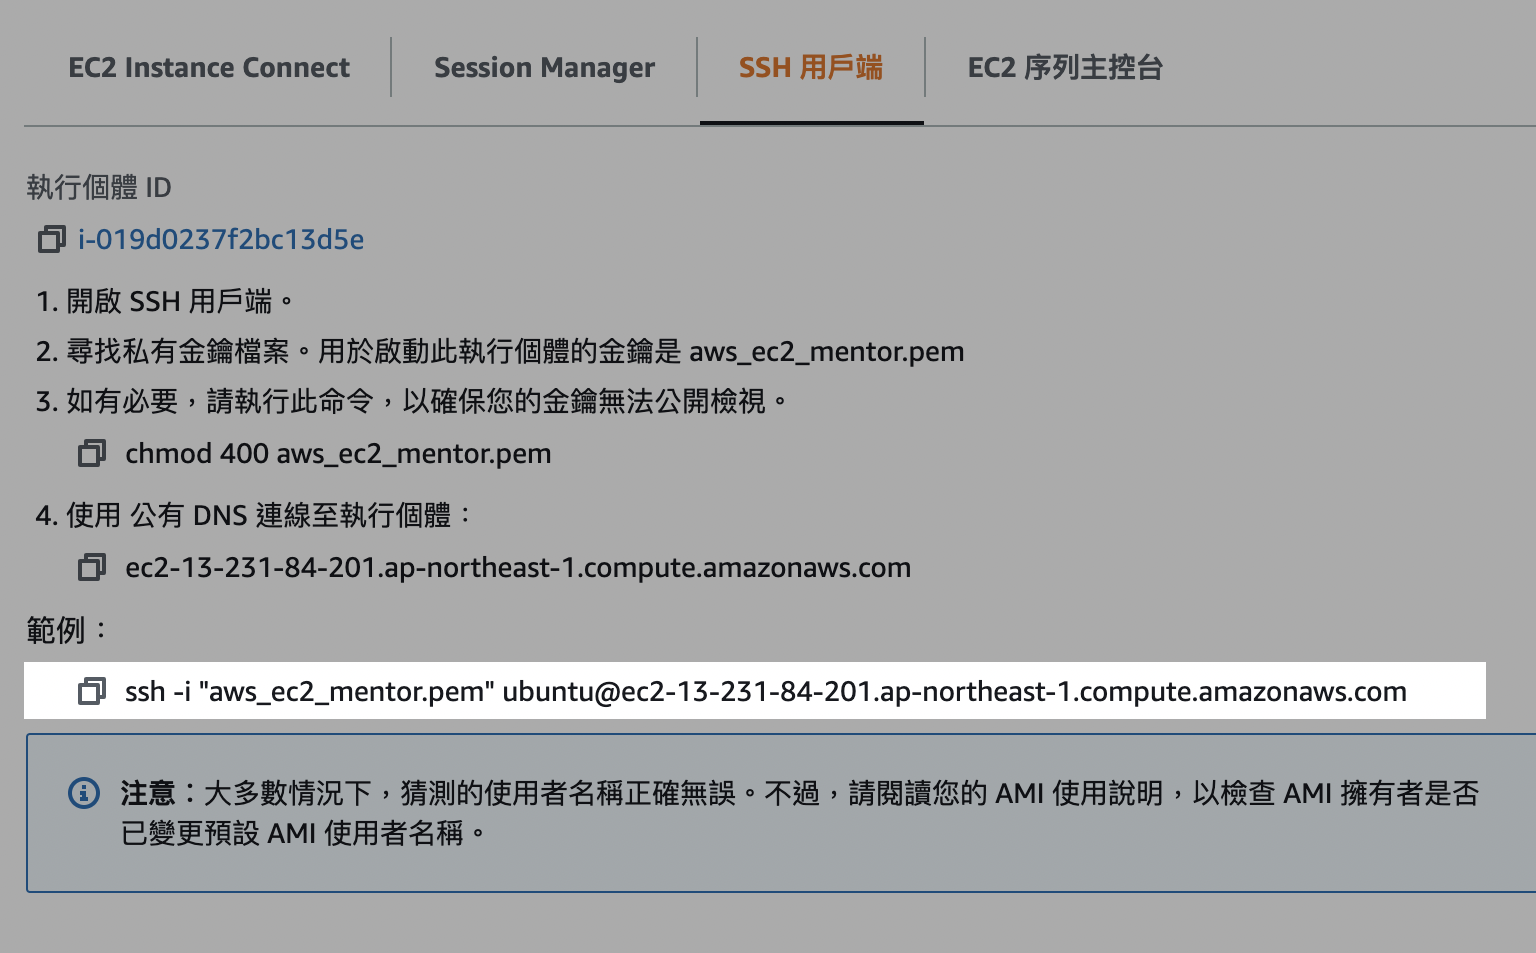 EC2 Instance Connect
Session Manager
SSH 用戶端
EC2 序列主控台
執行個體 ID
i-019d0237f2bc13d5e
1. 開啟 SSH 用戶端。
2. 尋找私有金鑰檔案。用於啟動此執行個體的金鑰是 aws_ec2_mentor.pem
3. 如有必要，請執行此命令，以確保您的金鑰無法公開檢視。
chmod 400 aws_ec2_mentor.pem
4. 使用 公有 DNS 連線至執行個體：
ec2-13-231-84-201.ap-northeast-1.compute.amazonaws.com
範例：
ssh -i "aws_ec2_mentor.pem" ubuntu@ec2-13-231-84-201.ap-northeast-1.compute.amazonaws.com
注意：大多數情況下，猜測的使用者名稱正確無誤。不過，請閱讀您的 AMI 使用說明，以檢查 AMI 擁有者是否
已變更預設 AMI 使用者名稱。